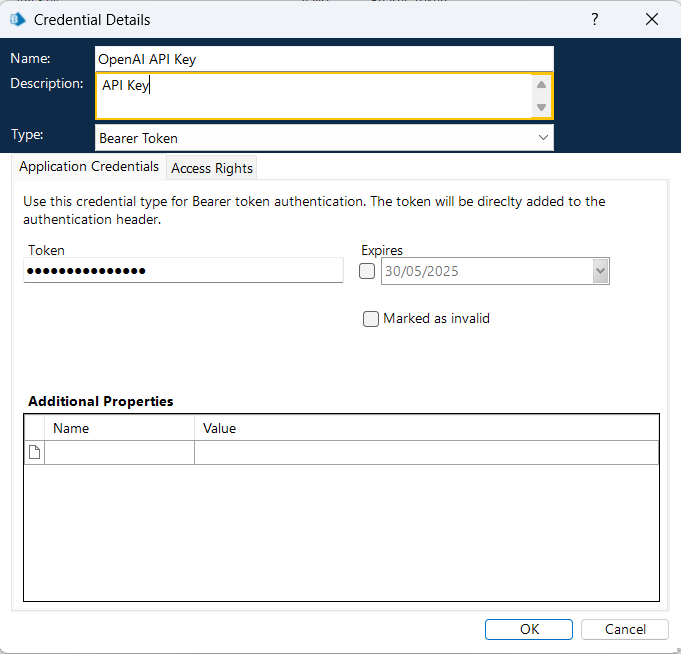 Credential Details
?
Name:
OpenAI API Key
Description:
API Key
Type:
Bearer Token
Application Credentials
Access Rights
Use this credential type for Bearer token authentication. The token will be direclty added to the
authentication header.
Token
Expires
●●●●●●●●●●●●●●●
30/05/2025
Marked as invalid
Additional Properties
Name Value
OK Cancel